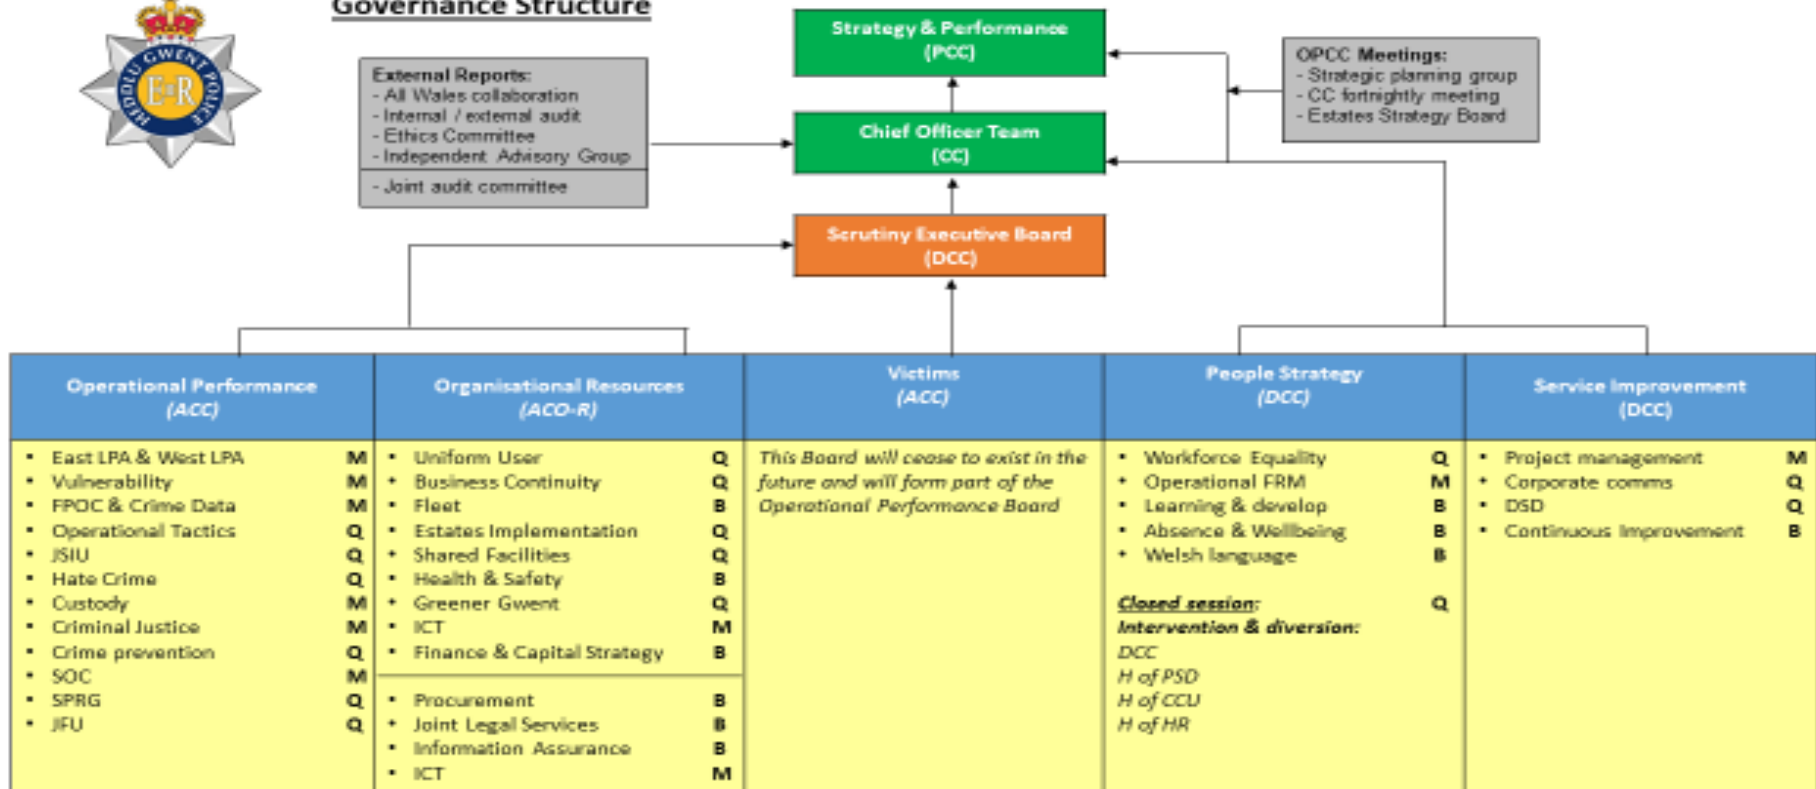 Governance Structure
HEDDLU GWENT POLICE
E R
Strategy & Performance
(PCC)
External Reports:
- All Wales collaboration
- Internal / external audit
- Ethics Committee
- Independent Advisory Group
- Joint audit committee
OPCC Meetings:
- Strategic planning group
- CC fortnightly meeting
- Estates Strategy Board
Chief Officer Team
(CC)
Scrutiny Executive Board
(DCC)
Operational Performance
(ACC)
• East LPA & West LPA M
• Vulnerability M
• FPOC & Crime Data M
• Operational Tactics Q
• JSIU Q
• Hate Crime Q
• Custody M
• Criminal Justice M
• Crime prevention Q
• SOC M
• SPRG Q
• JFU Q
Organisational Resources
(ACO-R)
• Uniform User Q
• Business Continuity Q
• Fleet B
• Estates Implementation Q
• Shared Facilities Q
• Health & Safety B
• Greener Gwent Q
• ICT M
• Finance & Capital Strategy B
• Procurement B
• Joint Legal Services B
• Information Assurance B
• ICT M
Victims
(ACC)
This Board will cease to exist in the
future and will form part of the
Operational Performance Board
People Strategy
(DCC)
• Workforce Equality Q
• Operational FRM M
• Learning & develop B
• Absence & Wellbeing B
• Welsh language B
Closed session: Q
Intervention & diversion:
DCC
H of PSD
H of CCU
H of HR
Service Improvement
(DCC)
• Project management M
• Corporate comms Q
• DSD Q
• Continuous Improvement B